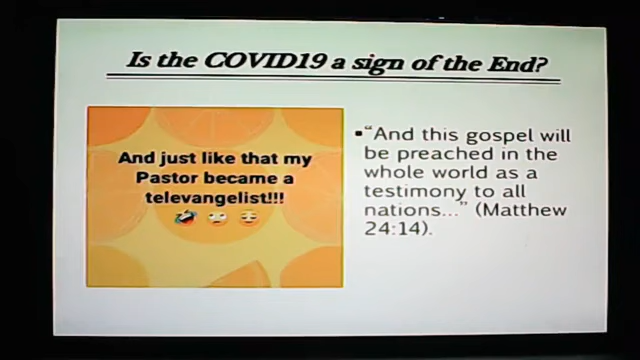 Is the COVID19 a sign of the End?
And just like that my
Pastor became a
televangelist!!!
▪“And this gospel will
be preached in the
whole world as a
testimony to all
nations...” (Matthew
24:14).